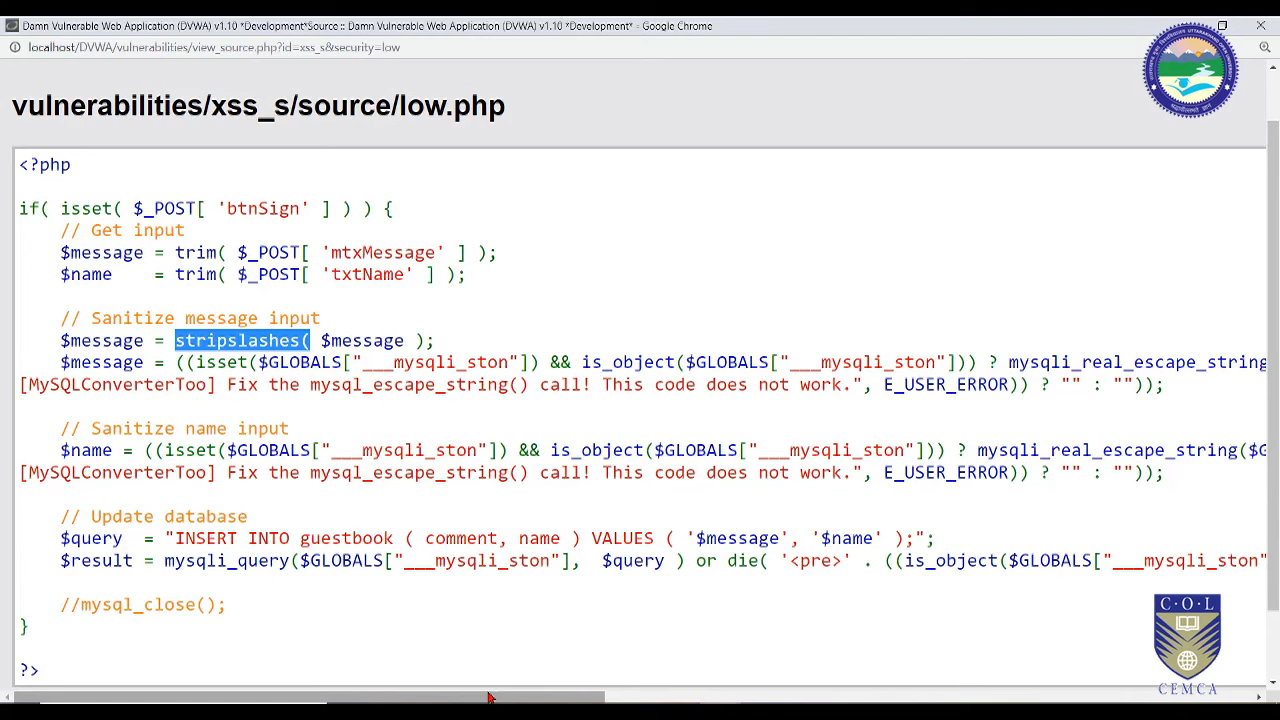 Damn Vulnerable Web Application (DVWA) v1.10 *Development*Source :: Damn Vulnerable Web Application (DVWA) v1.10 *Development* - Google Chrome
localhost/DVWA/vulnerabilities/view_source.php?id=xss_s&security=low
vulnerabilities/xss_s/source/low.php
<?php
if( isset( $_POST[ 'btnSign' ] ) ) {
// Get input
$message = trim( $_POST[ 'mtxMessage' ] );
$name    = trim( $_POST[ 'txtName' ] );
// Sanitize message input
$message = stripslashes( $message );
$message = ((isset($GLOBALS["___mysqli_ston"]) && is_object($GLOBALS["___mysqli_ston"])) ? mysqli_real_escape_string
[MySQLConverterToo] Fix the mysql_escape_string() call! This code does not work.", E_USER_ERROR)) ? "" : ""));
// Sanitize name input
$name = ((isset($GLOBALS["___mysqli_ston"]) && is_object($GLOBALS["___mysqli_ston"])) ? mysqli_real_escape_string($G
[MySQLConverterToo] Fix the mysql_escape_string() call! This code does not work.", E_USER_ERROR)) ? "" : ""));
// Update database
$query  = "INSERT INTO guestbook ( comment, name ) VALUES ( '$message', '$name' );";
$result = mysqli_query($GLOBALS["___mysqli_ston"],  $query ) or die( '<pre>' . ((is_object($GLOBALS["___mysqli_ston"
//mysql_close();
}
?>
C·O·L
CEMCA